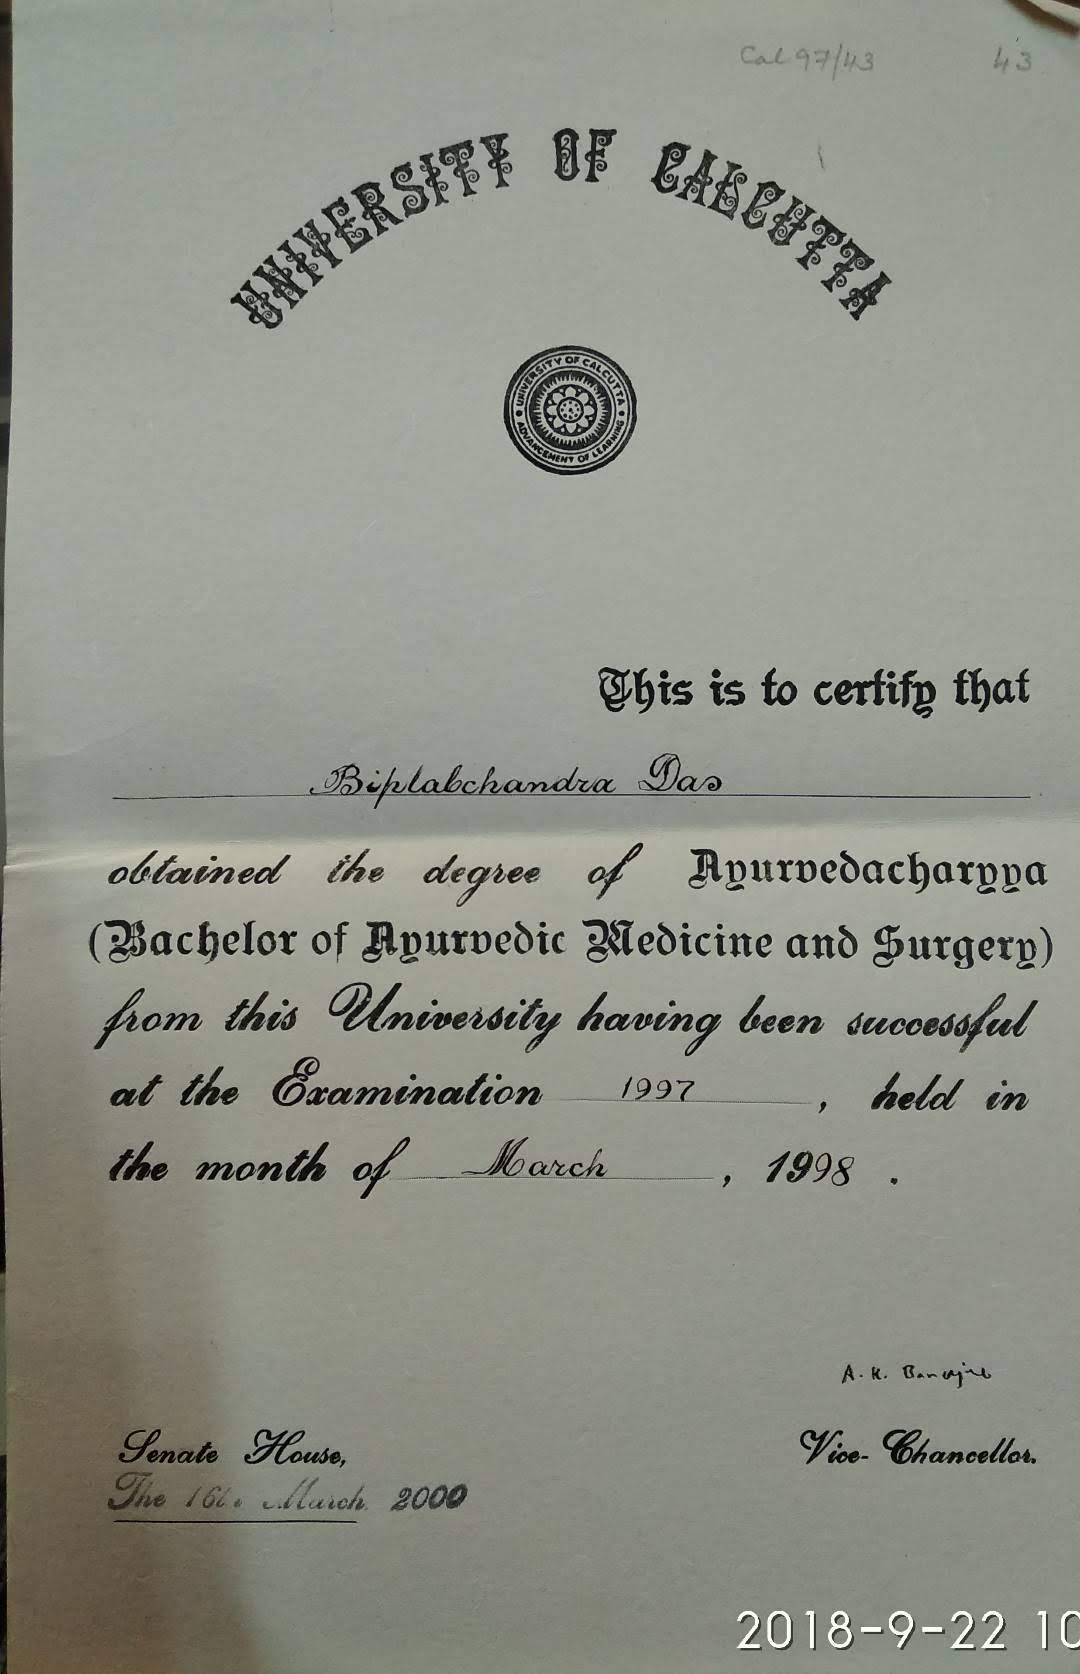 Cal 97/43 43
UNIVERSITY OF CALCUTTA
UNIVERSITY OF CALCUTTA
ADVANCEMENT OF LEARNING
This is to certify that
Biplabchandra Das
obtained the degree of Ayurvedacharyya
(Bachelor of Ayurvedic Medicine and Surgery)
from this University having been successful
at the Examination 1997, held in
the month of March, 1998.
A. K. Banerjee
Senate House, Vice-Chancellor.
The 16th March 2000
2018-9-22 10